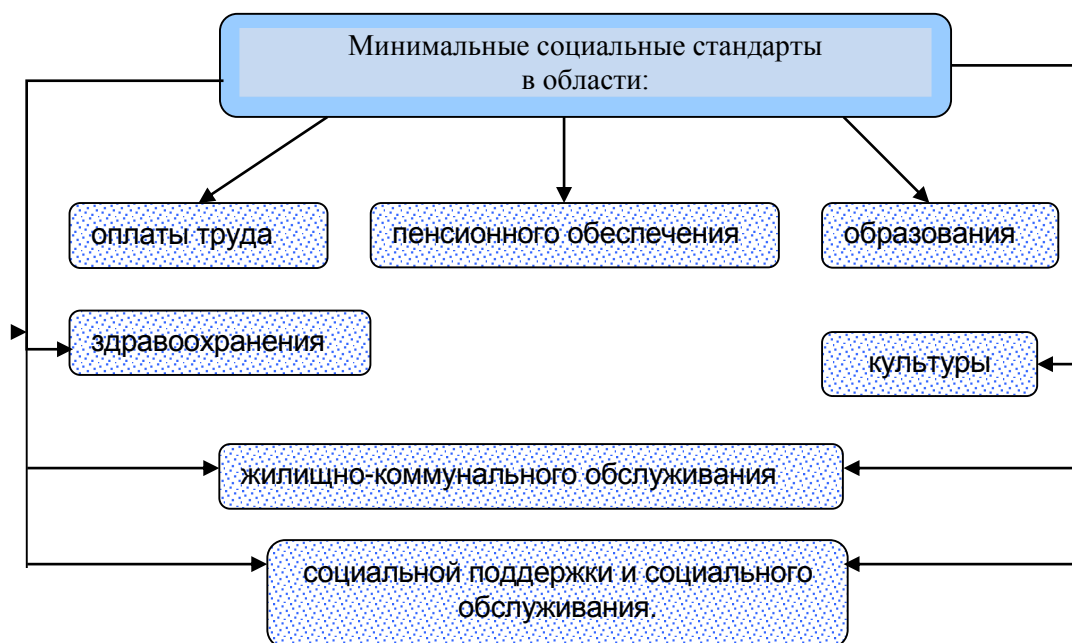 Минимальные социальные стандарты
в области:
оплаты труда
пенсионного обеспечения
образования
здравоохранения
культуры
жилищно-коммунального обслуживания
социальной поддержки и социального
обслуживания.